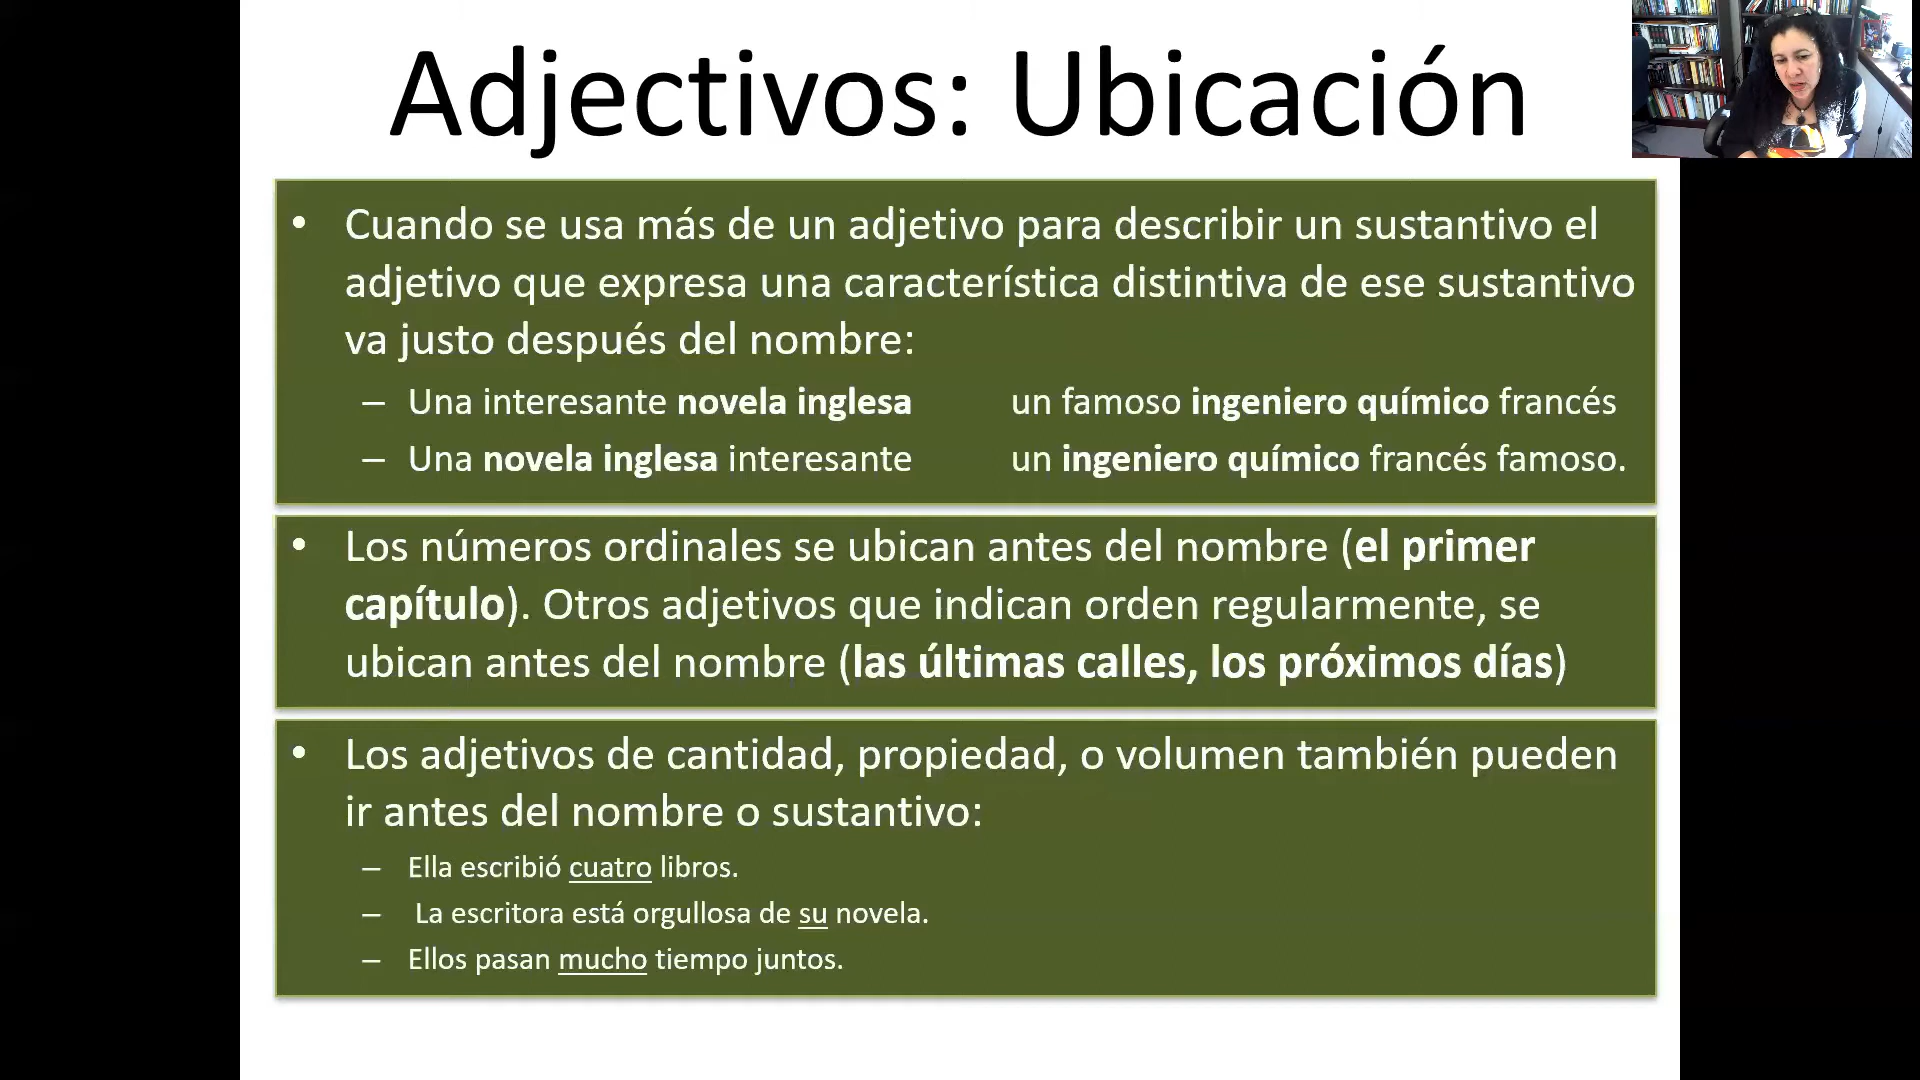 Adjectivos: Ubicación
• Cuando se usa más de un adjetivo para describir un sustantivo el
adjetivo que expresa una característica distintiva de ese sustantivo
va justo después del nombre:
– Una interesante novela inglesa un famoso ingeniero químico francés
– Una novela inglesa interesante un ingeniero químico francés famoso.
• Los números ordinales se ubican antes del nombre (el primer
capítulo). Otros adjetivos que indican orden regularmente, se
ubican antes del nombre (las últimas calles, los próximos días)
• Los adjetivos de cantidad, propiedad, o volumen también pueden
ir antes del nombre o sustantivo:
– Ella escribió cuatro libros.
– La escritora está orgullosa de su novela.
– Ellos pasan mucho tiempo juntos.